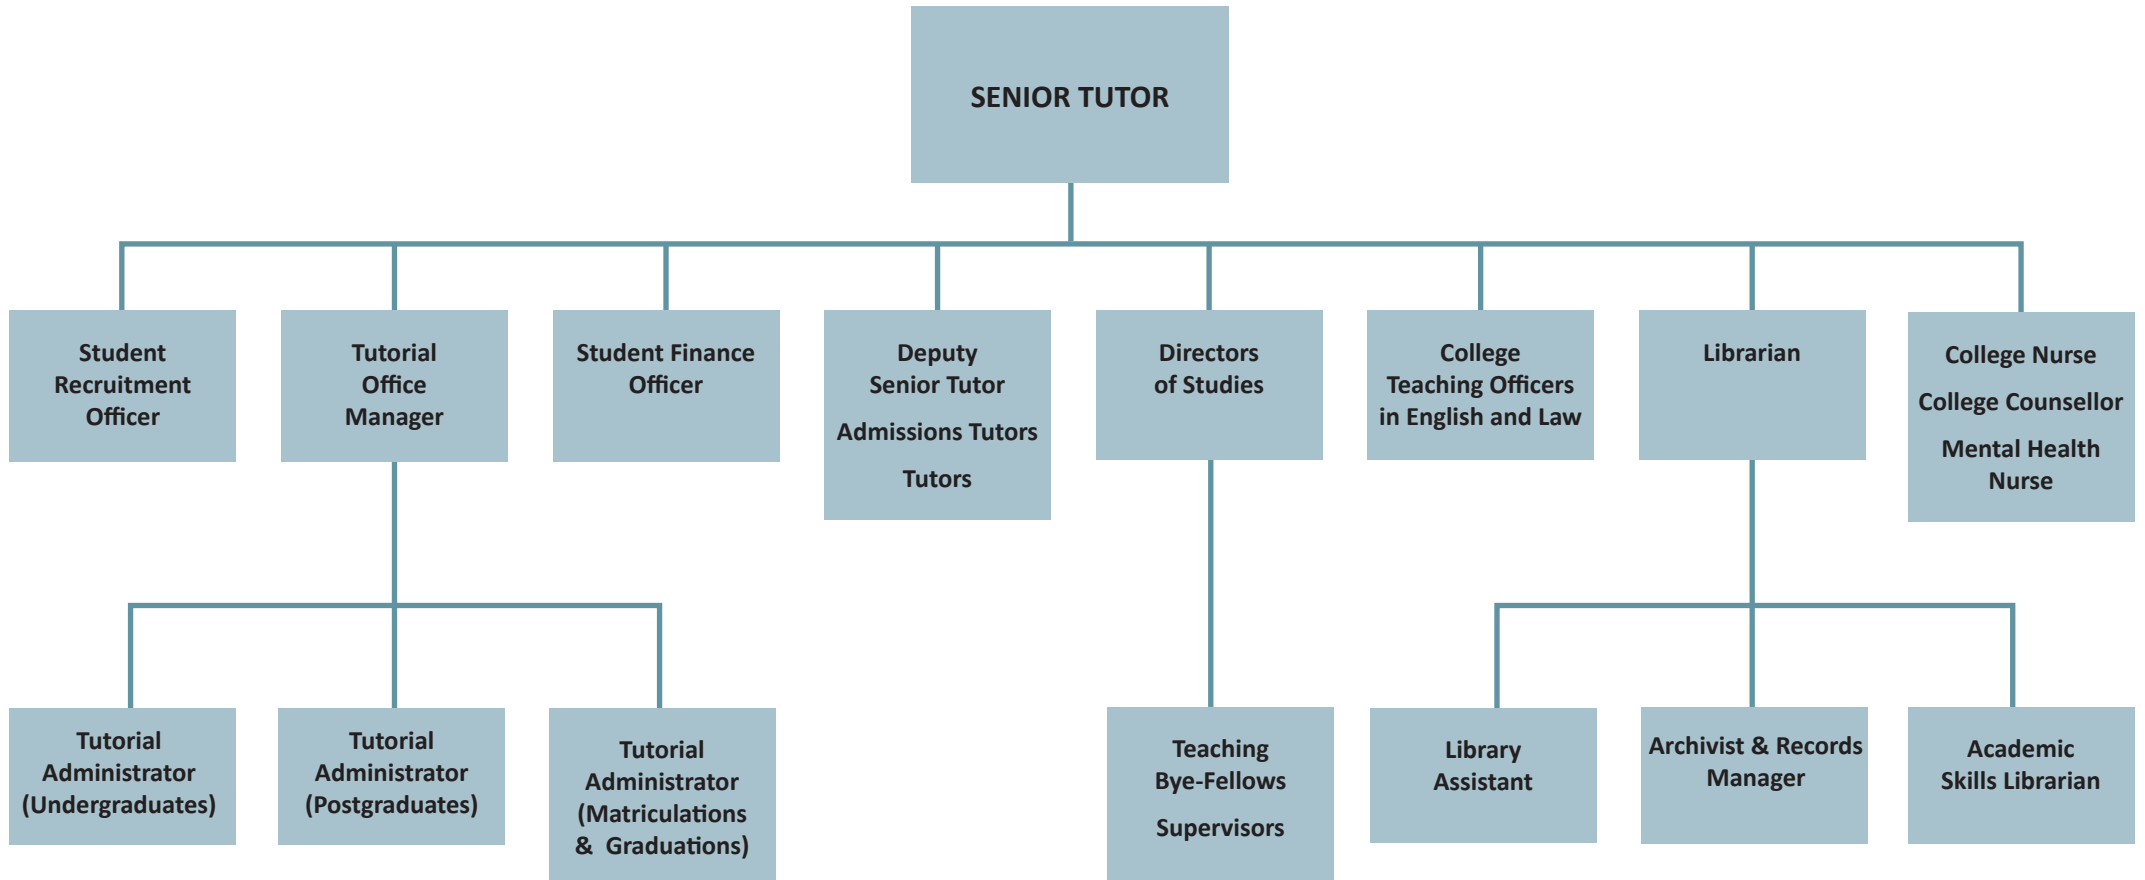 SENIOR TUTOR
Student
Recruitment
Officer
Tutorial
Office
Manager
Student Finance
Officer
Deputy
Senior Tutor
Admissions Tutors
Tutors
Directors
of Studies
College
Teaching Officers
in English and Law
Librarian
College Nurse
College Counsellor
Mental Health
Nurse
Tutorial
Administrator
(Undergraduates)
Tutorial
Administrator
(Postgraduates)
Tutorial
Administrator
(Matriculations
& Graduations)
Teaching
Bye-Fellows
Supervisors
Library
Assistant
Archivist & Records
Manager
Academic
Skills Librarian